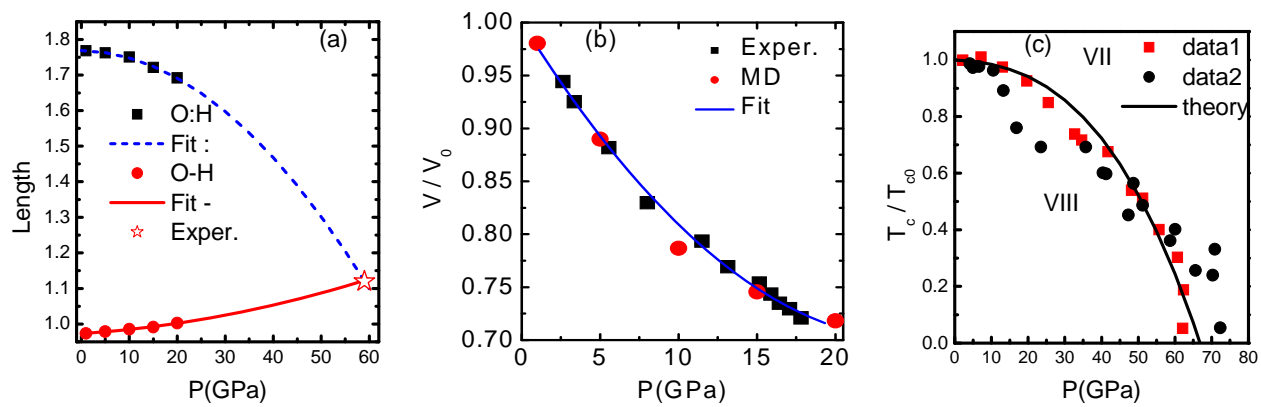 (a)
1.8
1.7
1.6
1.5
1.4
1.3
1.2
1.1
1.0
Length
O:H
Fit :
O-H
Fit -
Exper.
0 10 20 30 40 50 60
P(GPa)
(b)
1.00
0.95
0.90
0.85
0.80
0.75
0.70
V / V0
Exper.
MD
Fit
0 5 10 15 20
P(GPa)
(c)
VII
VIII
1.2
1.0
0.8
0.6
0.4
0.2
0.0
Tc / Tc0
data1
data2
theory
0 10 20 30 40 50 60 70 80
P(GPa)